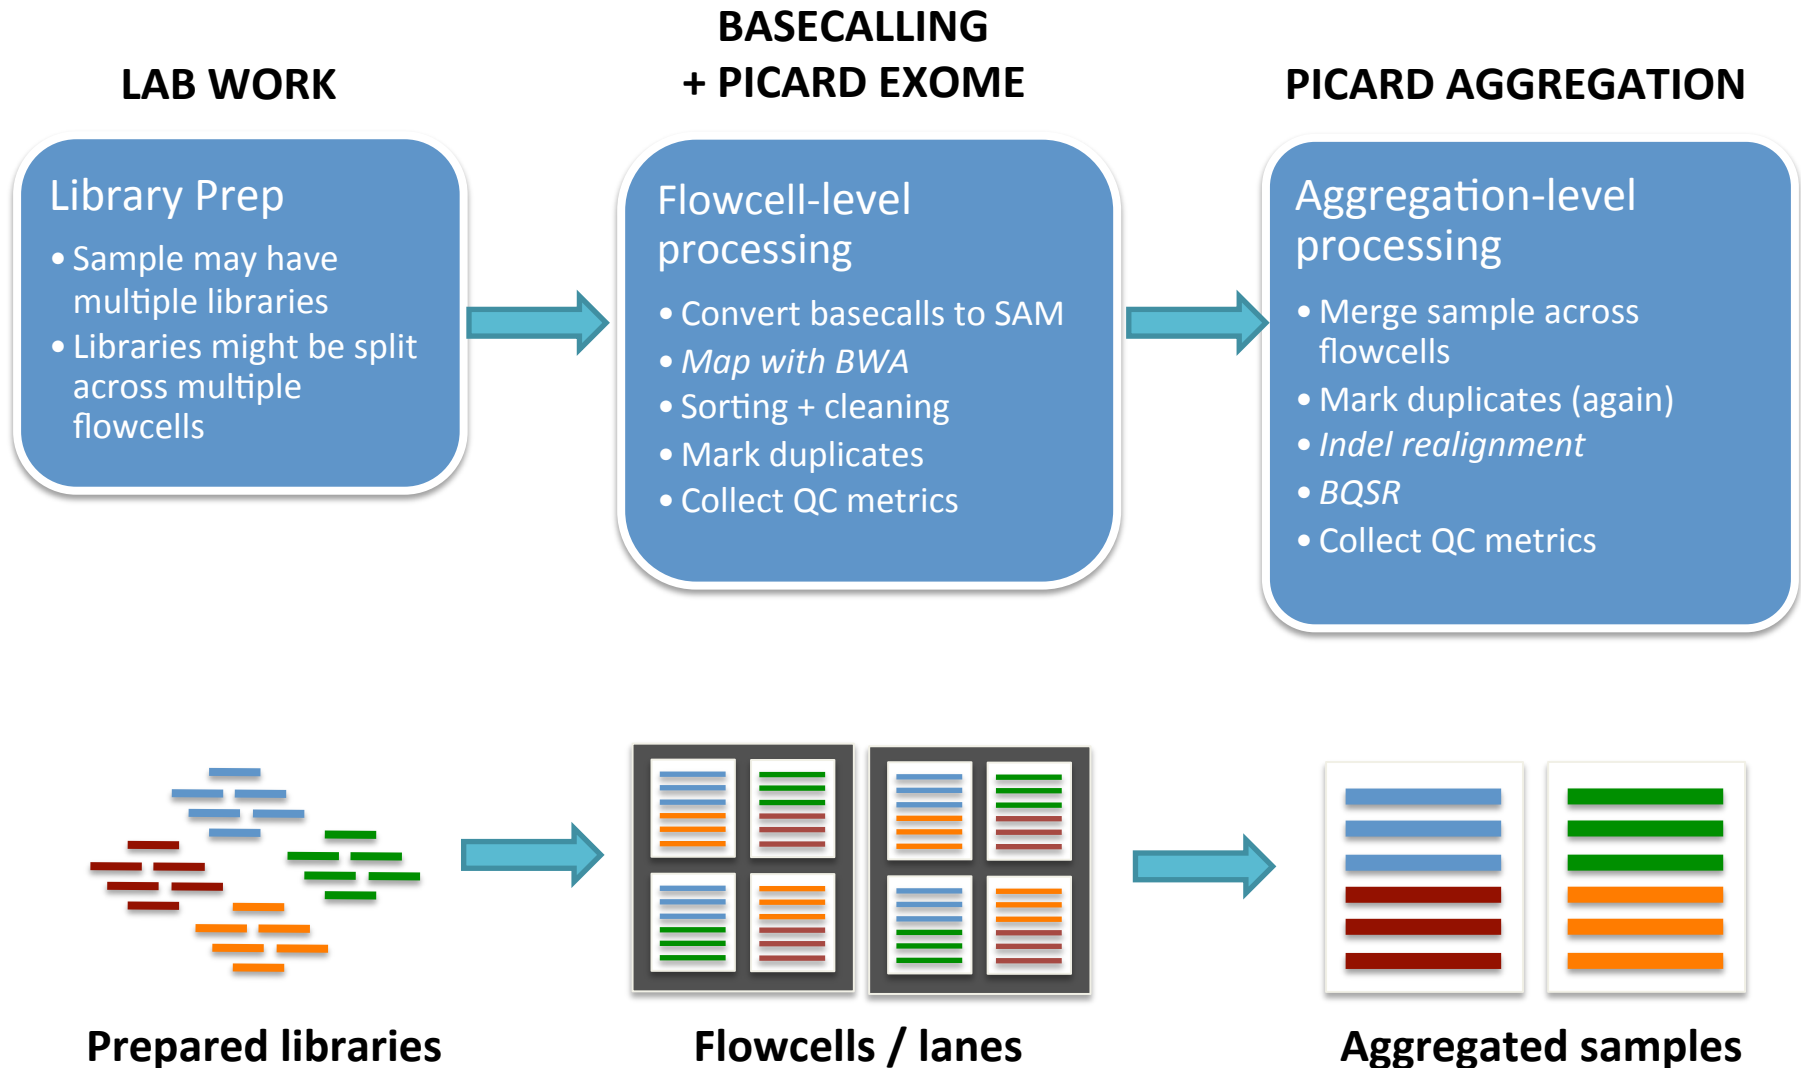 LAB WORK
BASECALLING
+ PICARD EXOME
PICARD AGGREGATION
Library Prep
• Sample may have
multiple libraries
• Libraries might be split
across multiple
flowcells
Flowcell-level
processing
• Convert basecalls to SAM
• Map with BWA
• Sorting + cleaning
• Mark duplicates
• Collect QC metrics
Aggregation-level
processing
• Merge sample across
flowcells
• Mark duplicates (again)
• Indel realignment
• BQSR
• Collect QC metrics
Prepared libraries
Flowcells / lanes
Aggregated samples